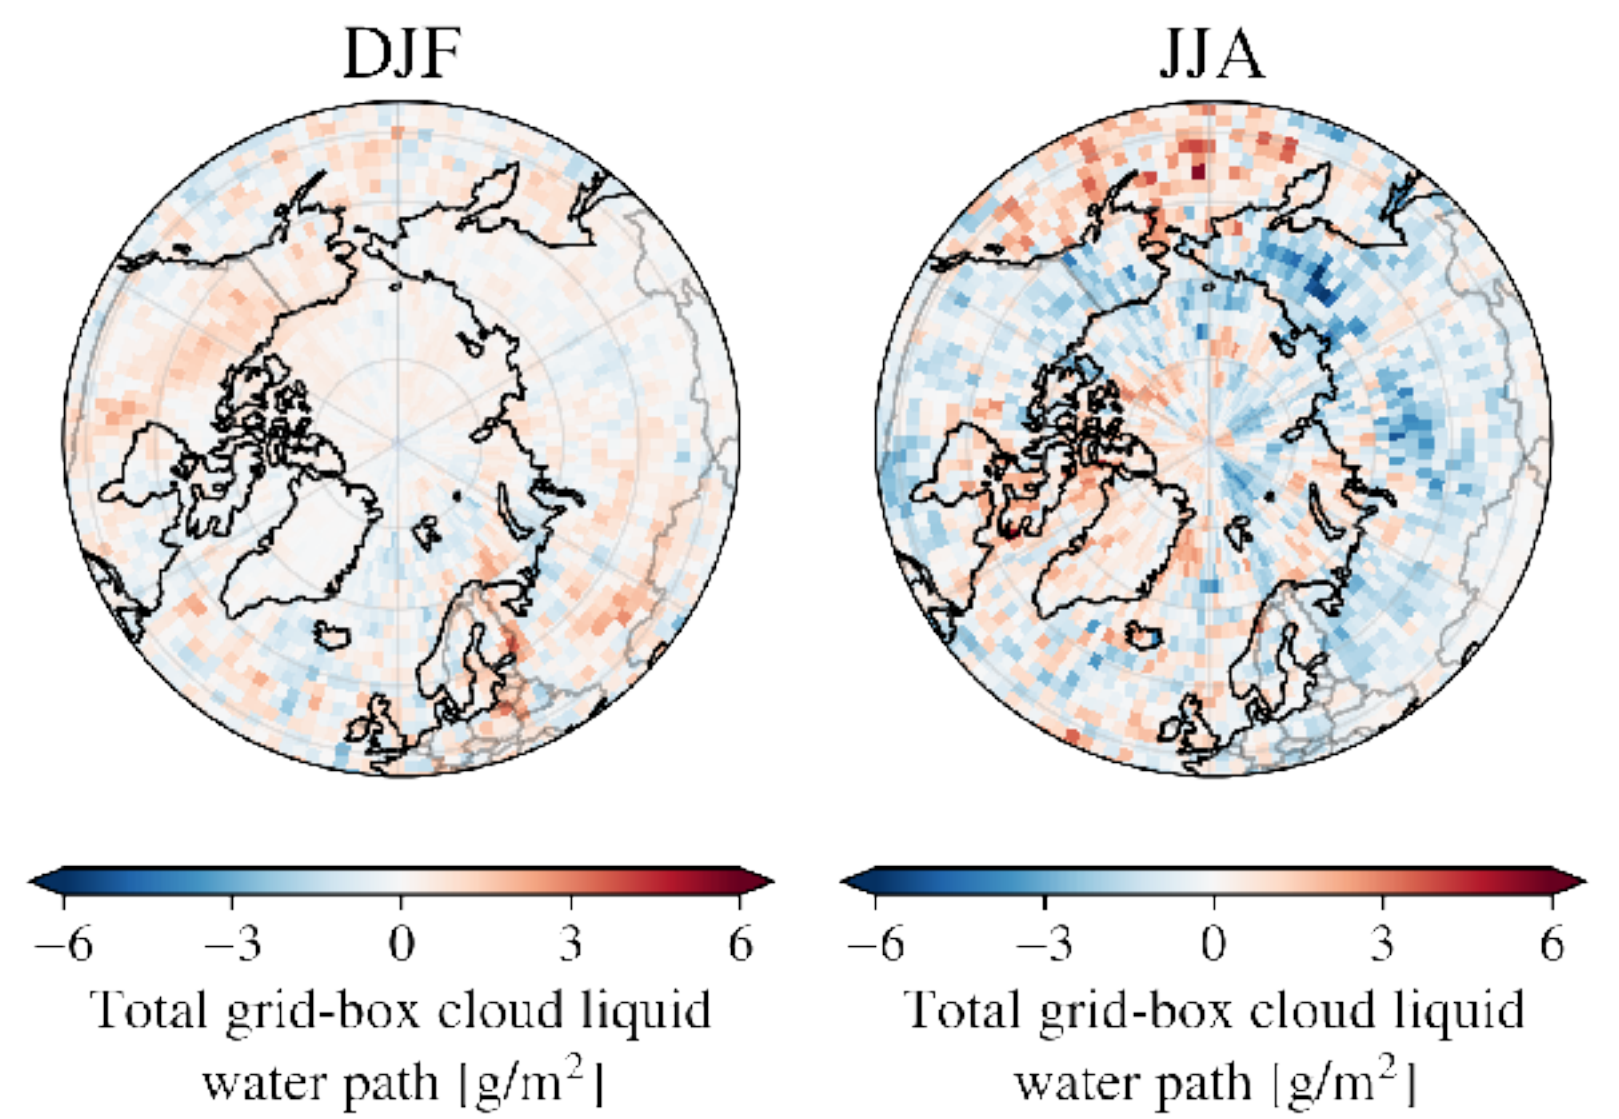 DJF
JJA
−6 −3 0 3 6
−6 −3 0 3 6
Total grid-box cloud liquid
water path [g/m²]
Total grid-box cloud liquid
water path [g/m²]